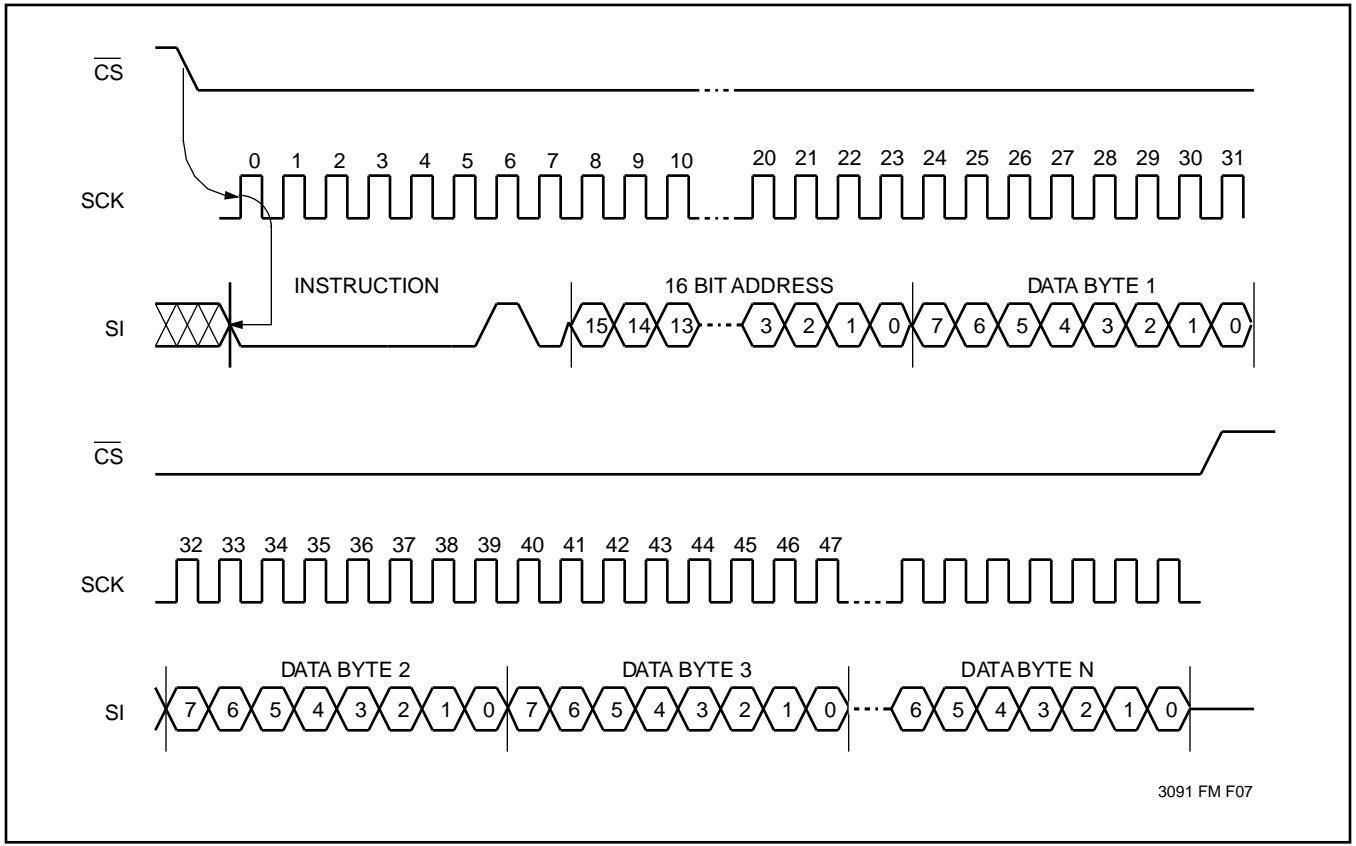 CS
0 1 2 3 4 5 6 7 8 9 10 20 21 22 23 24 25 26 27 28 29 30 31
SCK
INSTRUCTION 16 BIT ADDRESS DATA BYTE 1
SI 15 14 13 3 2 1 0 7 6 5 4 3 2 1 0
CS
32 33 34 35 36 37 38 39 40 41 42 43 44 45 46 47
SCK
DATA BYTE 2 DATA BYTE 3 DATA BYTE N
SI 7 6 5 4 3 2 1 0 7 6 5 4 3 2 1 0 6 5 4 3 2 1 0
3091 FM F07